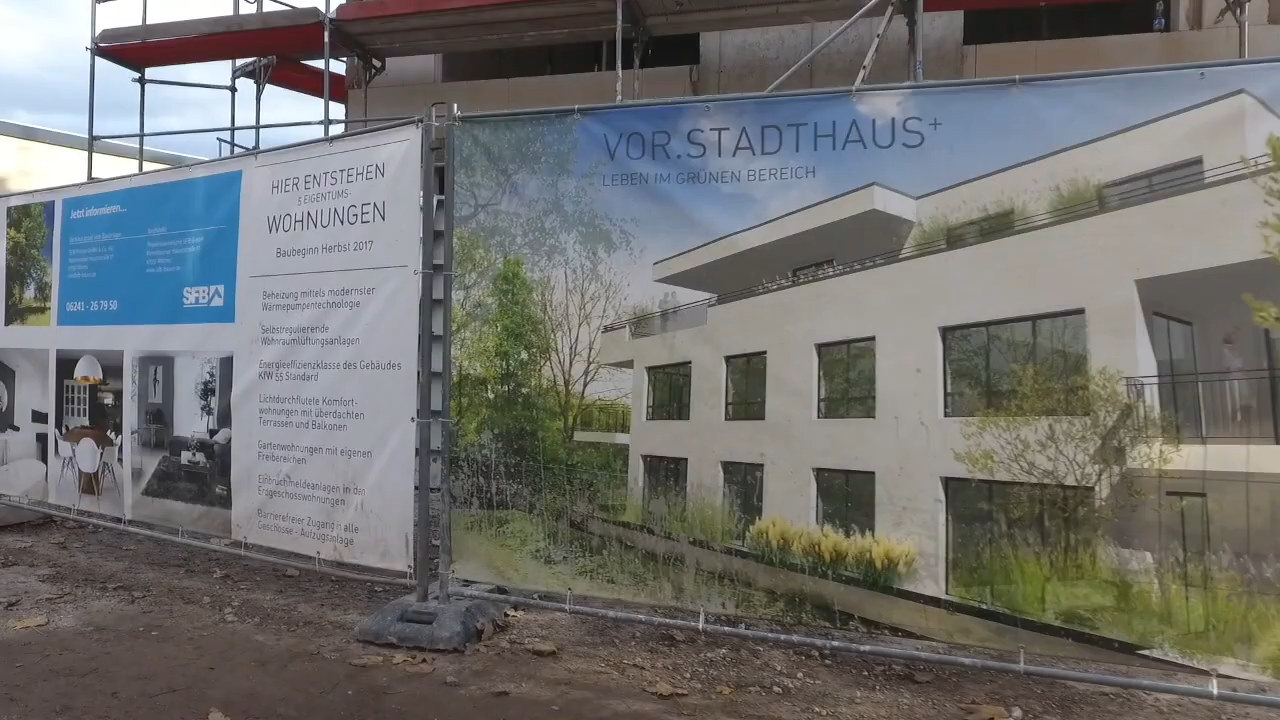 Jetzt informieren...
06241 - 26 79 50
SFB
HIER ENTSTEHEN
5 EIGENTUMS-
WOHNUNGEN
Baubeginn Herbst 2017
Beheizung mittels modernster
Wärmepumpentechnologie
Selbstregulierende
Wohnraumlüftungsanlagen
Energieeffizienzklasse des Gebäudes
KfW 55 Standard
Lichtdurchflutete Komfort-
wohnungen mit überdachten
Terrassen und Balkonen
Gartenwohnungen mit eigenen
Freibereichen
Einbruchmeldeanlagen in den
Erdgeschosswohnungen
Barrierefreier Zugang in alle
Geschosse - Aufzugsanlage
VOR.STADTHAUS+
LEBEN IM GRÜNEN BEREICH